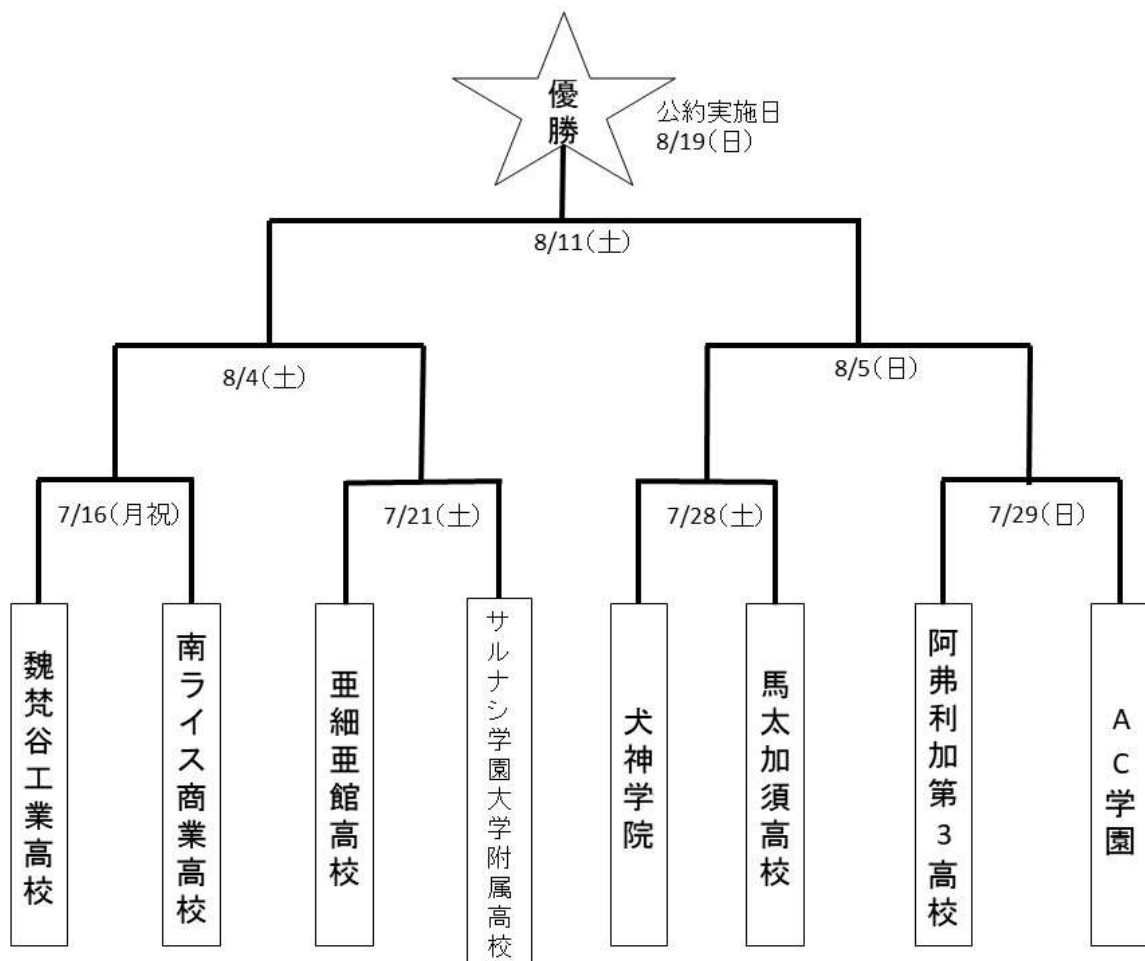 優勝
公約実施日
8/19(日)
8/11(土)
8/4(土)
8/5(日)
7/16(月祝)
7/21(土)
7/28(土)
7/29(日)
魏梵谷工業高校
南ライス商業高校
亜細亜館高校
サルナシ学園大学附属高校
犬神学院
馬太加須高校
阿弗利加第3高校
AC学園